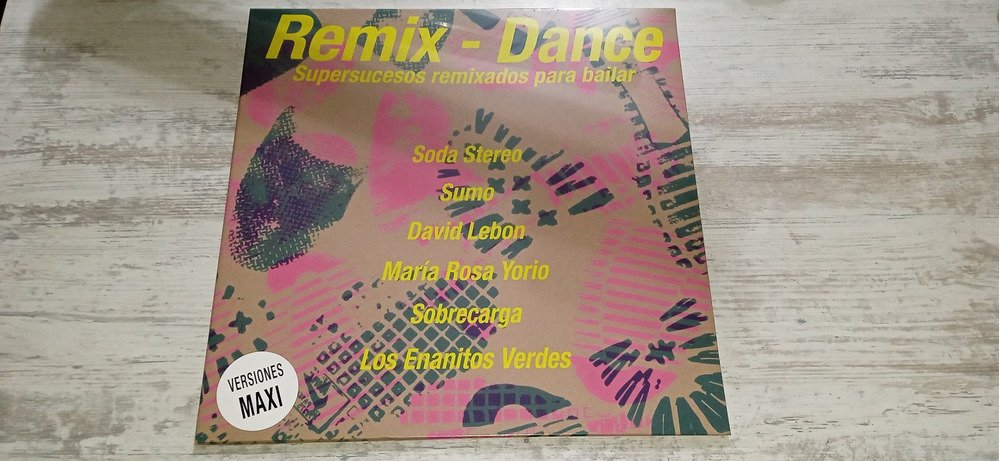 Remix - Dance
Supersucesos remixados para bailar
Soda Stereo
Sumo
David Lebon
María Rosa Yorio
Sobrecarga
Los Enanitos Verdes
VERSIONES
MAXI